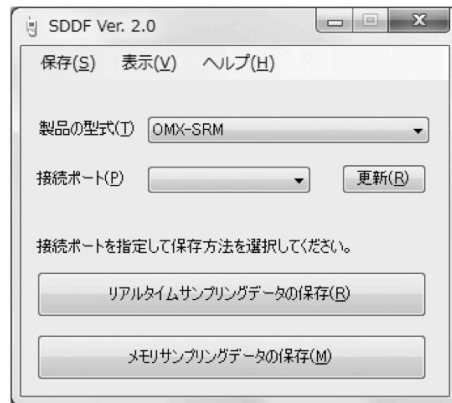 SDDF Ver. 2.0
保存(S) 表示(V) ヘルプ(H)
製品の型式(T) OMX-SRM
接続ポート(P) 更新(R)
接続ポートを指定して保存方法を選択してください。
リアルタイムサンプリングデータの保存(R)
メモリサンプリングデータの保存(M)